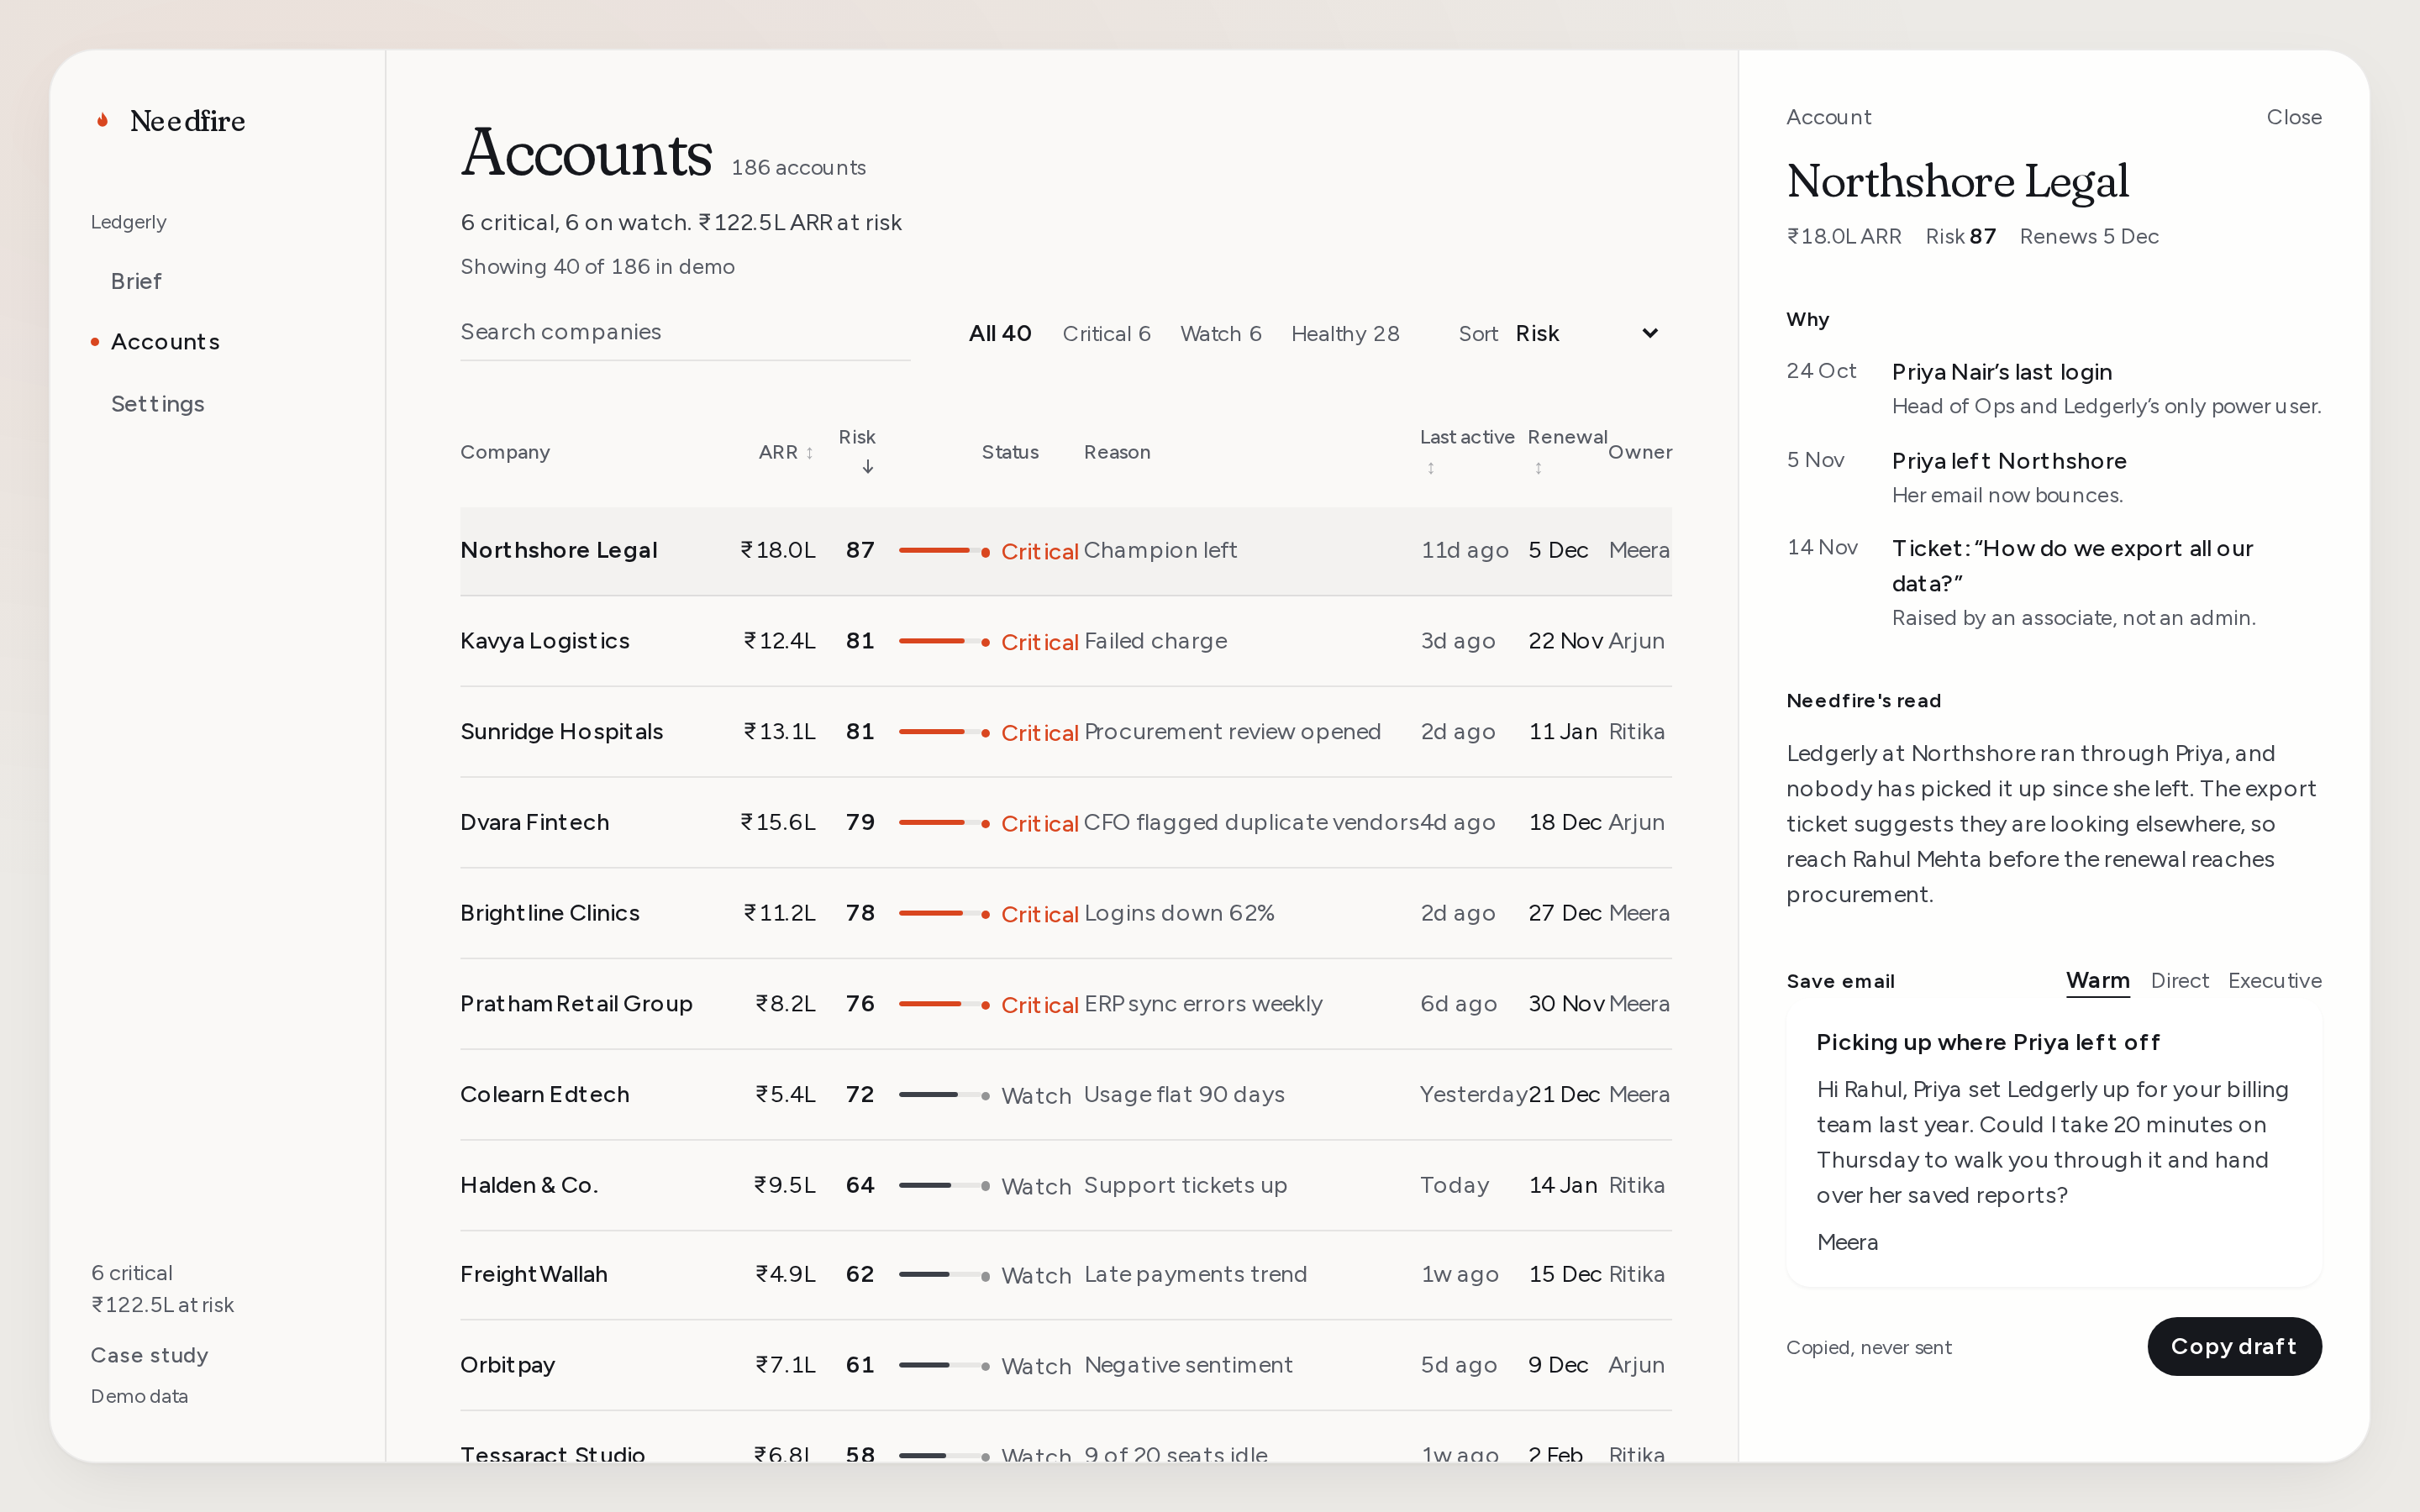 Needfire
Ledgerly
Brief
Accounts
Settings
6 critical
₹122.5L at risk
Case study
Demo data
Accounts 186 accounts
6 critical, 6 on watch. ₹122.5L ARR at risk
Showing 40 of 186 in demo
Search companies All 40 Critical 6 Watch 6 Healthy 28 Sort Risk
Company ARR ↕ Risk ↓ Status Reason Last active ↕ Renewal ↕ Owner
Northshore Legal ₹18.0L 87 Critical Champion left 11d ago 5 Dec Meera
Kavya Logistics ₹12.4L 81 Critical Failed charge 3d ago 22 Nov Arjun
Sunridge Hospitals ₹13.1L 81 Critical Procurement review opened 2d ago 11 Jan Ritika
Dvara Fintech ₹15.6L 79 Critical CFO flagged duplicate vendors 4d ago 18 Dec Arjun
Brightline Clinics ₹11.2L 78 Critical Logins down 62% 2d ago 27 Dec Meera
Pratham Retail Group ₹8.2L 76 Critical ERP sync errors weekly 6d ago 30 Nov Meera
Colearn Edtech ₹5.4L 72 Watch Usage flat 90 days Yesterday 21 Dec Meera
Halden & Co. ₹9.5L 64 Watch Support tickets up Today 14 Jan Ritika
FreightWallah ₹4.9L 62 Watch Late payments trend 1w ago 15 Dec Ritika
Orbitpay ₹7.1L 61 Watch Negative sentiment 5d ago 9 Dec Arjun
Tessaract Studio ₹6.8L 58 Watch 9 of 20 seats idle 1w ago 2 Feb Ritika
Account Close
Northshore Legal
₹18.0L ARR Risk 87 Renews 5 Dec
Why
24 Oct Priya Nair’s last login
Head of Ops and Ledgerly’s only power user.
5 Nov Priya left Northshore
Her email now bounces.
14 Nov Ticket: “How do we export all our
data?”
Raised by an associate, not an admin.
Needfire's read
Ledgerly at Northshore ran through Priya, and
nobody has picked it up since she left. The export
ticket suggests they are looking elsewhere, so
reach Rahul Mehta before the renewal reaches
procurement.
Save email Warm Direct Executive
Picking up where Priya left off
Hi Rahul, Priya set Ledgerly up for your billing
team last year. Could I take 20 minutes on
Thursday to walk you through it and hand
over her saved reports?
Meera
Copied, never sent Copy draft